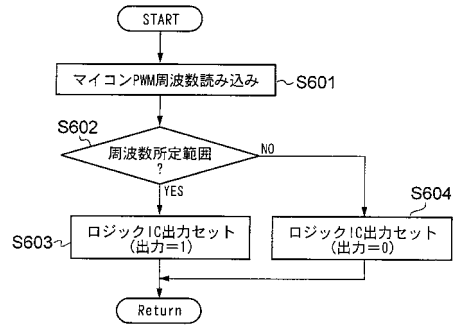 START
マイコンPWM周波数読み込み
S601
S602
周波数所定範囲
?
NO
YES
S603
ロジックIC出力セット
(出力=1)
S604
ロジックIC出力セット
(出力=0)
Return